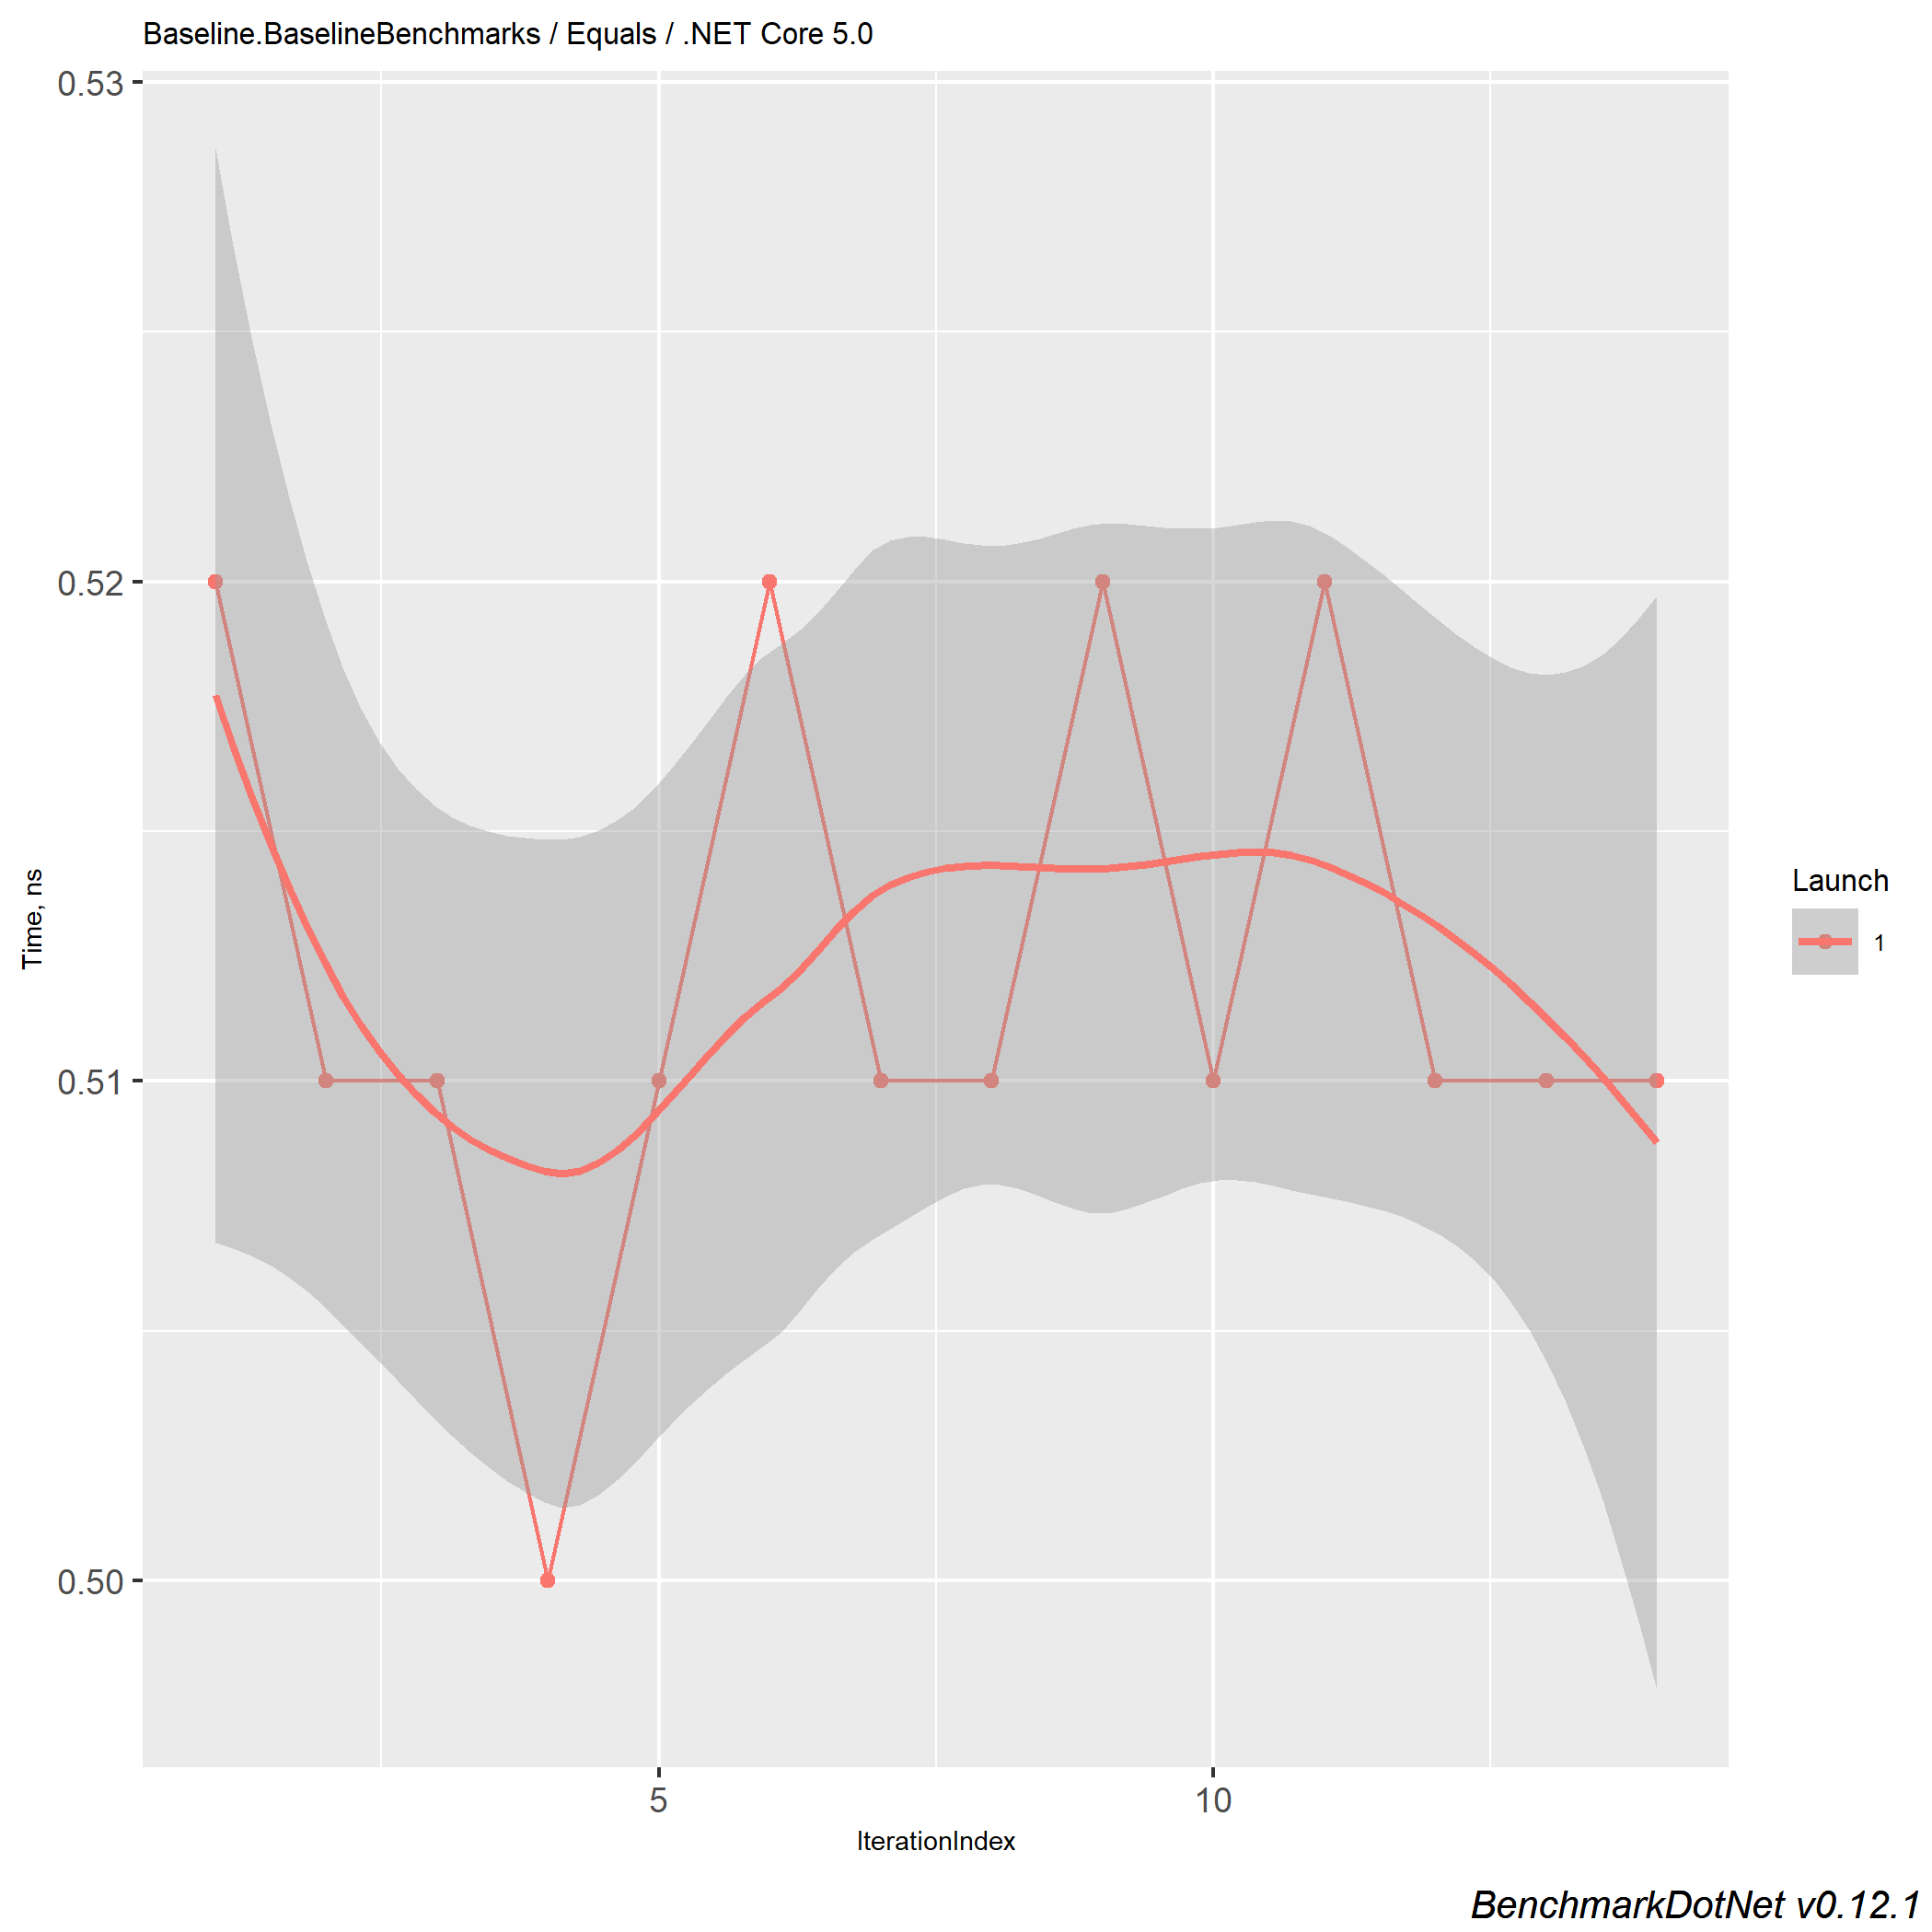 Baseline.BaselineBenchmarks / Equals / .NET Core 5.0
0.53
0.52
0.51
0.50
Time, ns
5
10
IterationIndex
Launch
1
BenchmarkDotNet v0.12.1